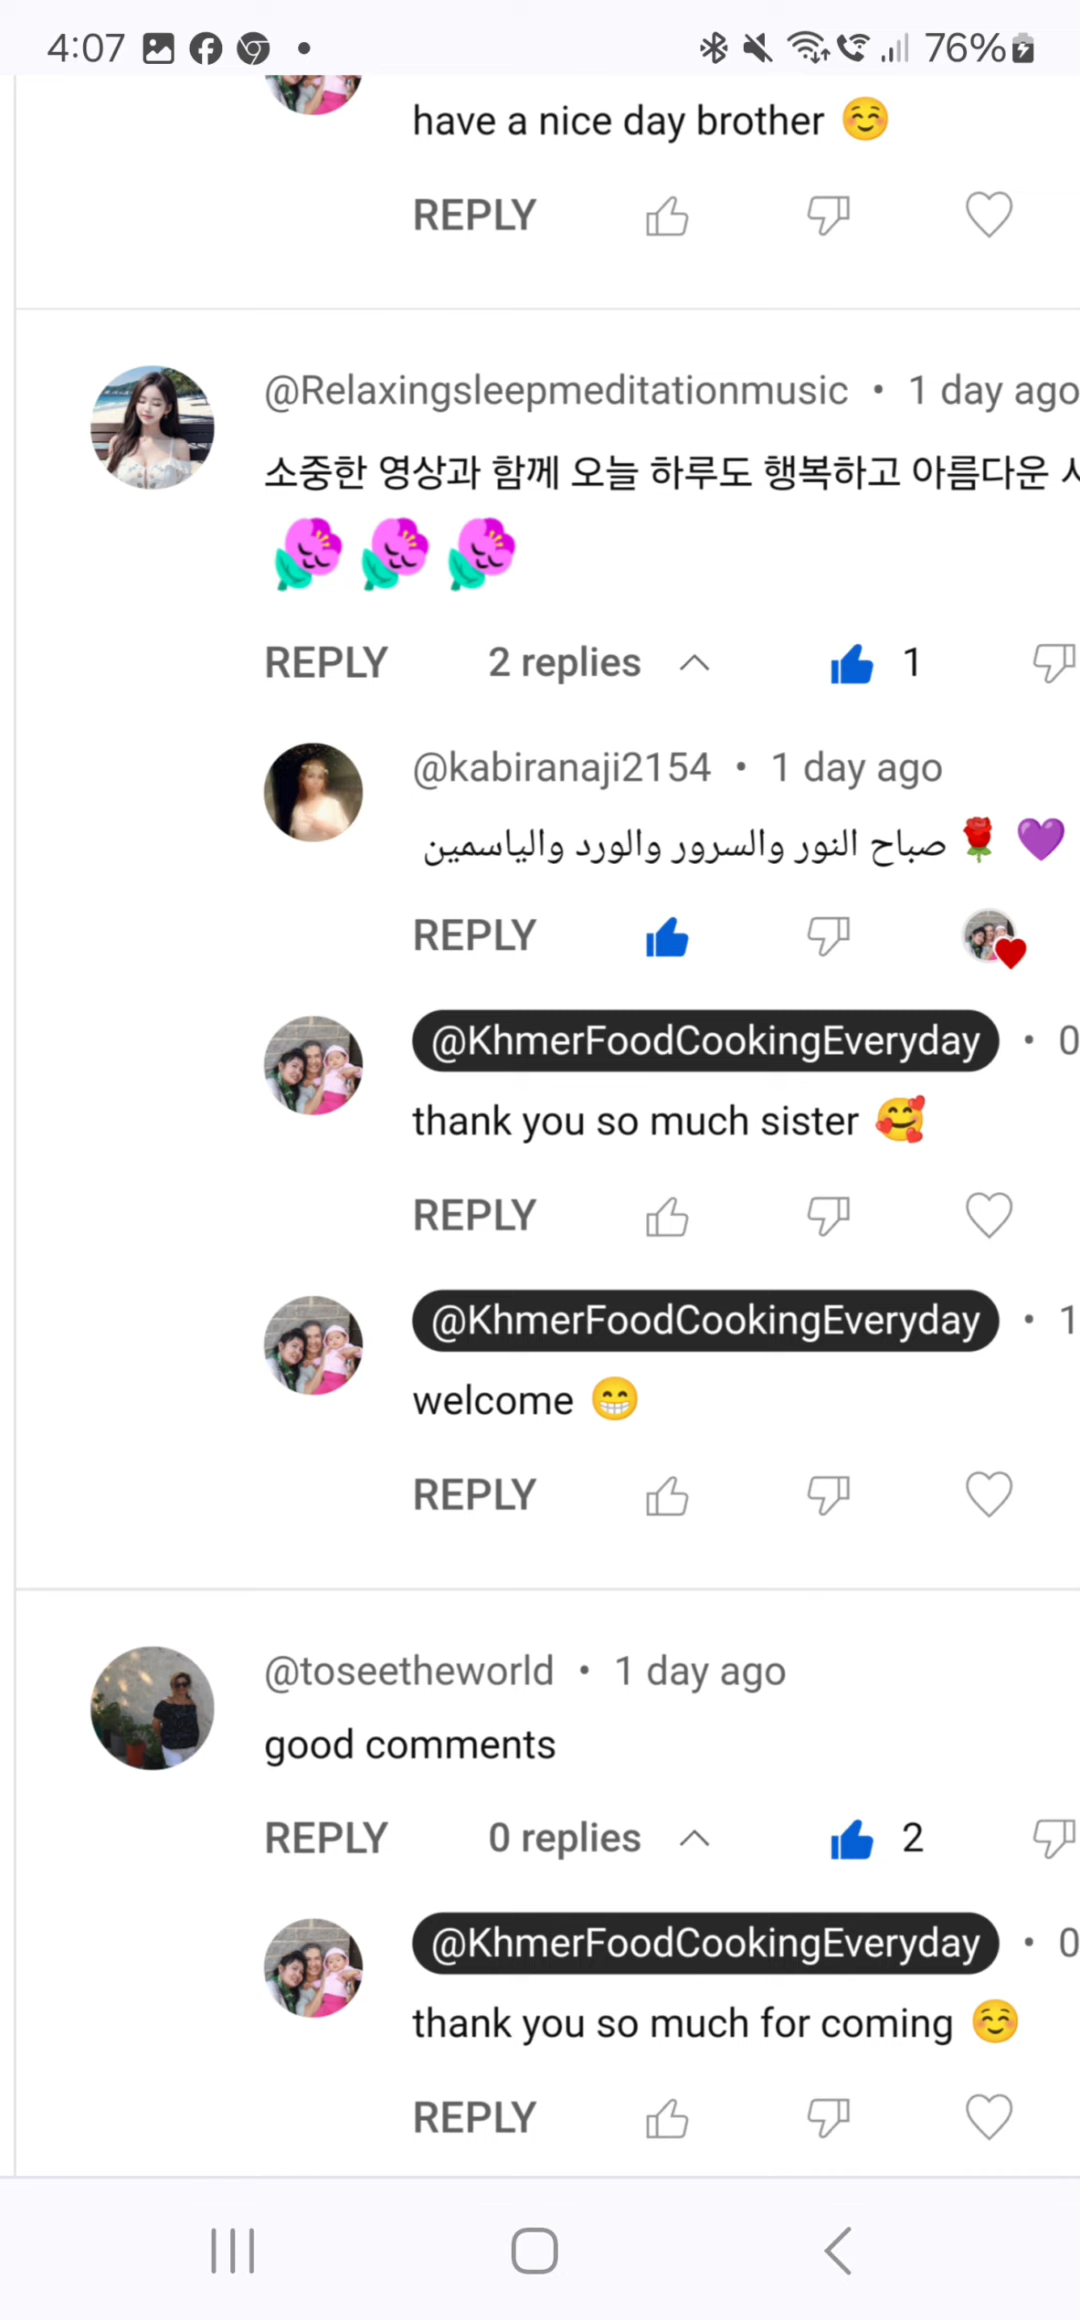 4:07
76%
have a nice day brother ☺️
REPLY
@Relaxingsleepmeditationmusic • 1 day ago
소중한 영상과 함께 오늘 하루도 행복하고 아름다운
REPLY 2 replies 1
@kabiranaji2154 • 1 day ago
صباح النور والسرور والورد والياسمين 🌹 💜
REPLY
@KhmerFoodCookingEveryday • 0
thank you so much sister 🥰
REPLY
@KhmerFoodCookingEveryday • 1
welcome 😁
REPLY
@toseetheworld • 1 day ago
good comments
REPLY 0 replies 2
@KhmerFoodCookingEveryday • 0
thank you so much for coming ☺️
REPLY